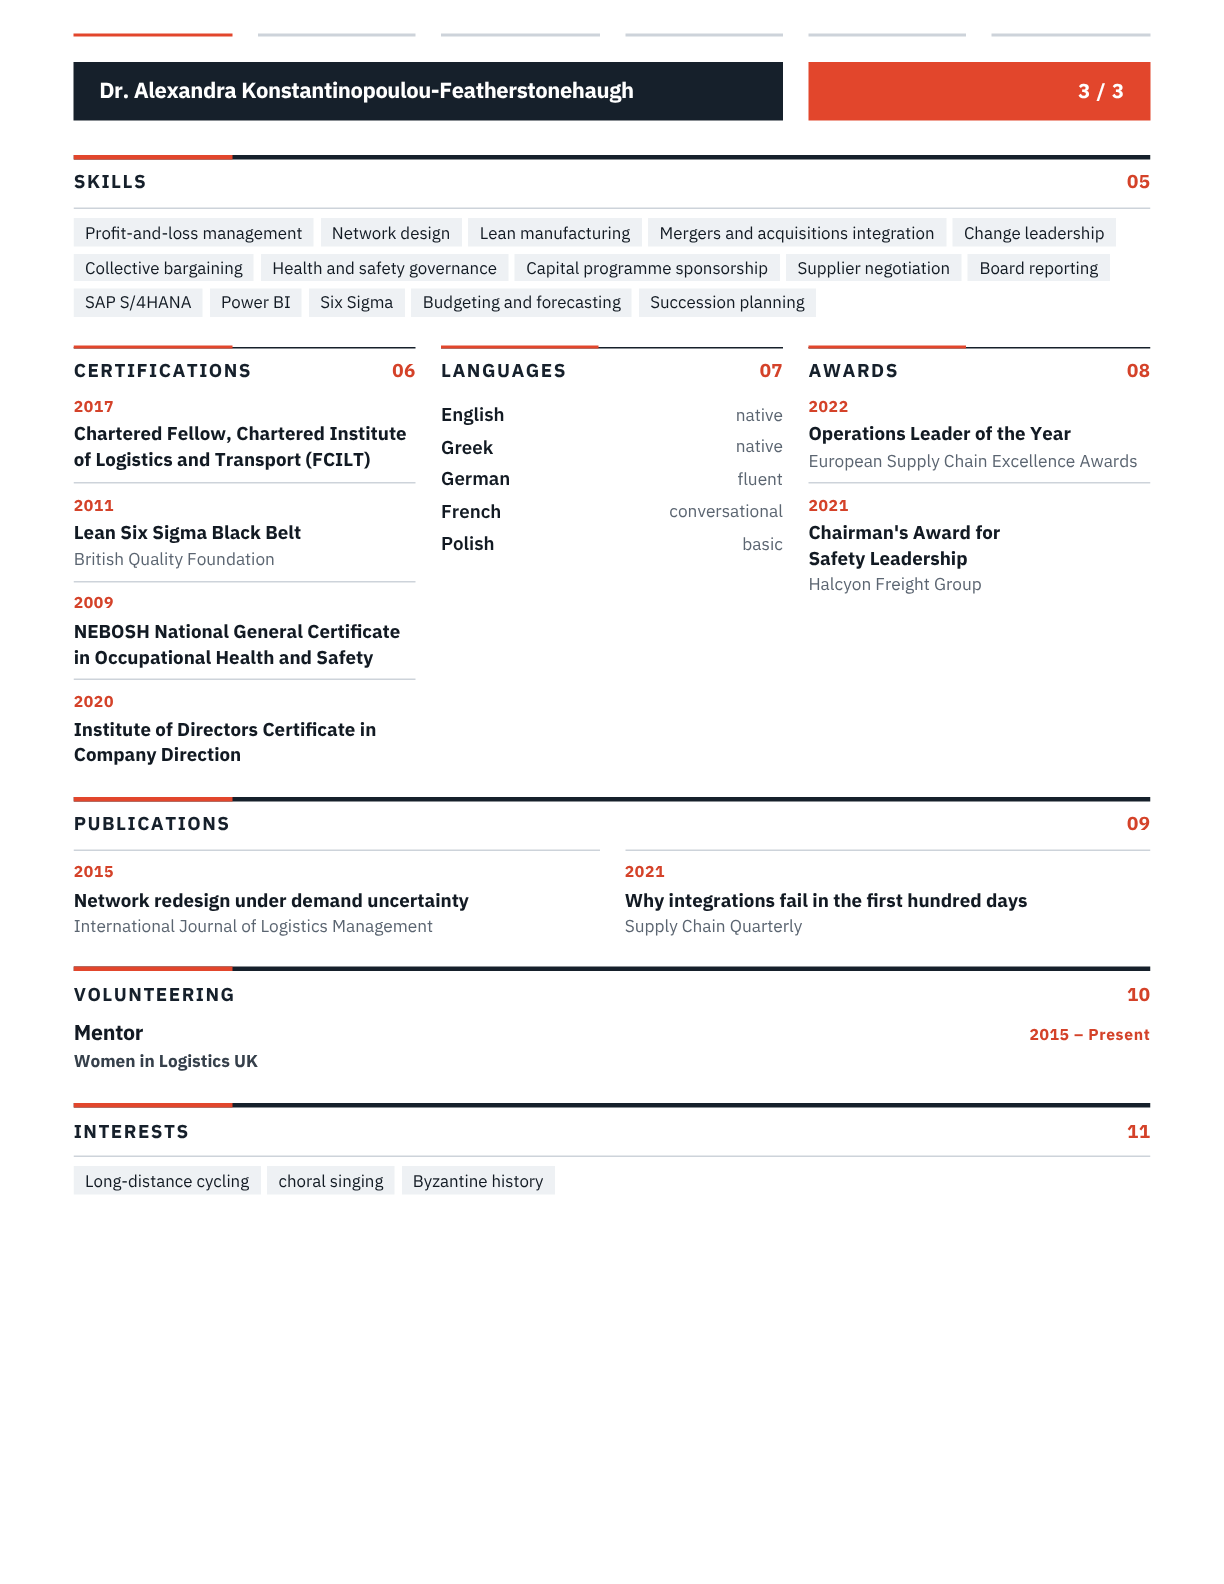 Dr. Alexandra Konstantinopoulou-Featherstonehaugh
3 / 3
SKILLS 05
Profit-and-loss management Network design Lean manufacturing Mergers and acquisitions integration Change leadership
Collective bargaining Health and safety governance Capital programme sponsorship Supplier negotiation Board reporting
SAP S/4HANA Power BI Six Sigma Budgeting and forecasting Succession planning
CERTIFICATIONS 06
2017
Chartered Fellow, Chartered Institute
of Logistics and Transport (FCILT)
2011
Lean Six Sigma Black Belt
British Quality Foundation
2009
NEBOSH National General Certificate
in Occupational Health and Safety
2020
Institute of Directors Certificate in
Company Direction
LANGUAGES 07
English native
Greek native
German fluent
French conversational
Polish basic
AWARDS 08
2022
Operations Leader of the Year
European Supply Chain Excellence Awards
2021
Chairman's Award for
Safety Leadership
Halcyon Freight Group
PUBLICATIONS 09
2015
Network redesign under demand uncertainty
International Journal of Logistics Management
2021
Why integrations fail in the first hundred days
Supply Chain Quarterly
VOLUNTEERING 10
Mentor 2015 – Present
Women in Logistics UK
INTERESTS 11
Long-distance cycling choral singing Byzantine history